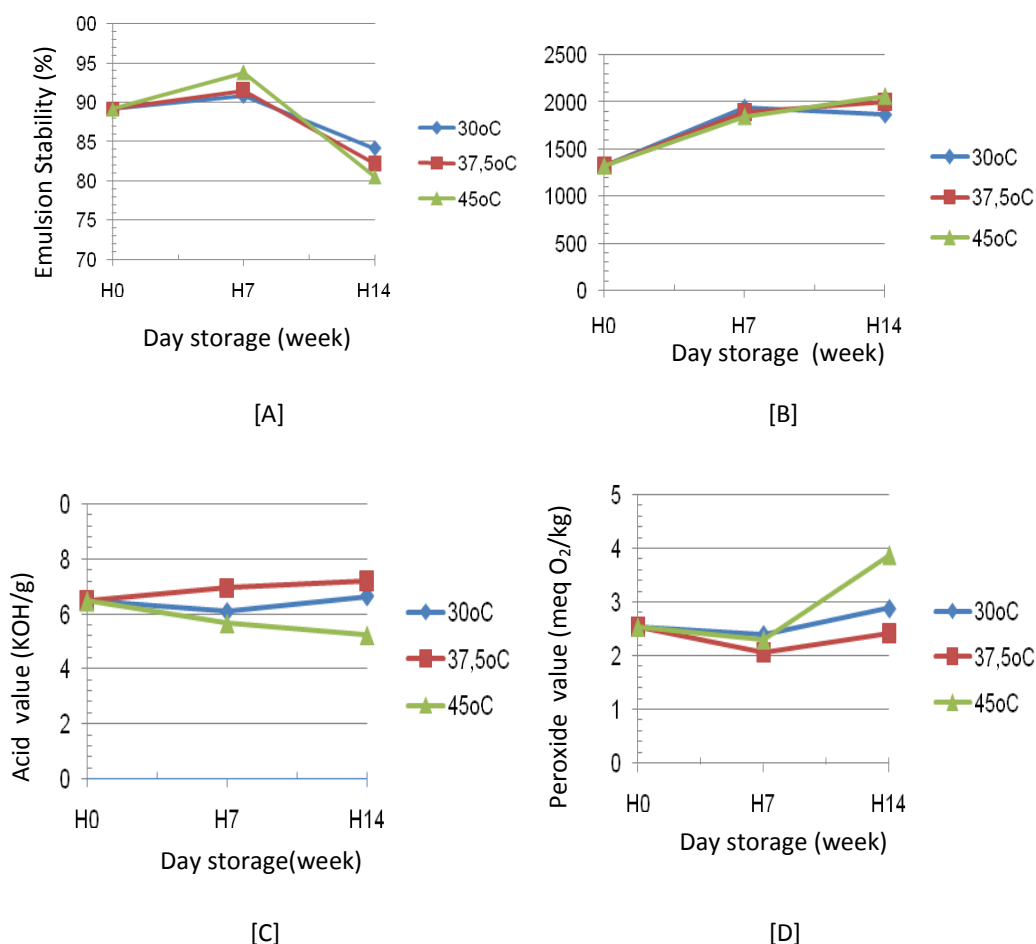 Emulsion Stability (%)
00
95
90
85
80
75
70
H0
H7
H14
30oC
37,5oC
45oC
Day storage (week)
[A]
2500
2000
1500
1000
500
0
H0
H7
H14
30oC
37,5oC
45oC
Day storage (week)
[B]
Acid value (KOH/g)
0
8
6
4
2
0
H0
H7
H14
30oC
37,5oC
45oC
Day storage(week)
[C]
Peroxide value (meq O₂/kg)
5
4
3
2
1
0
H0
H7
H14
30oC
37,5oC
45oC
Day storage (week)
[D]